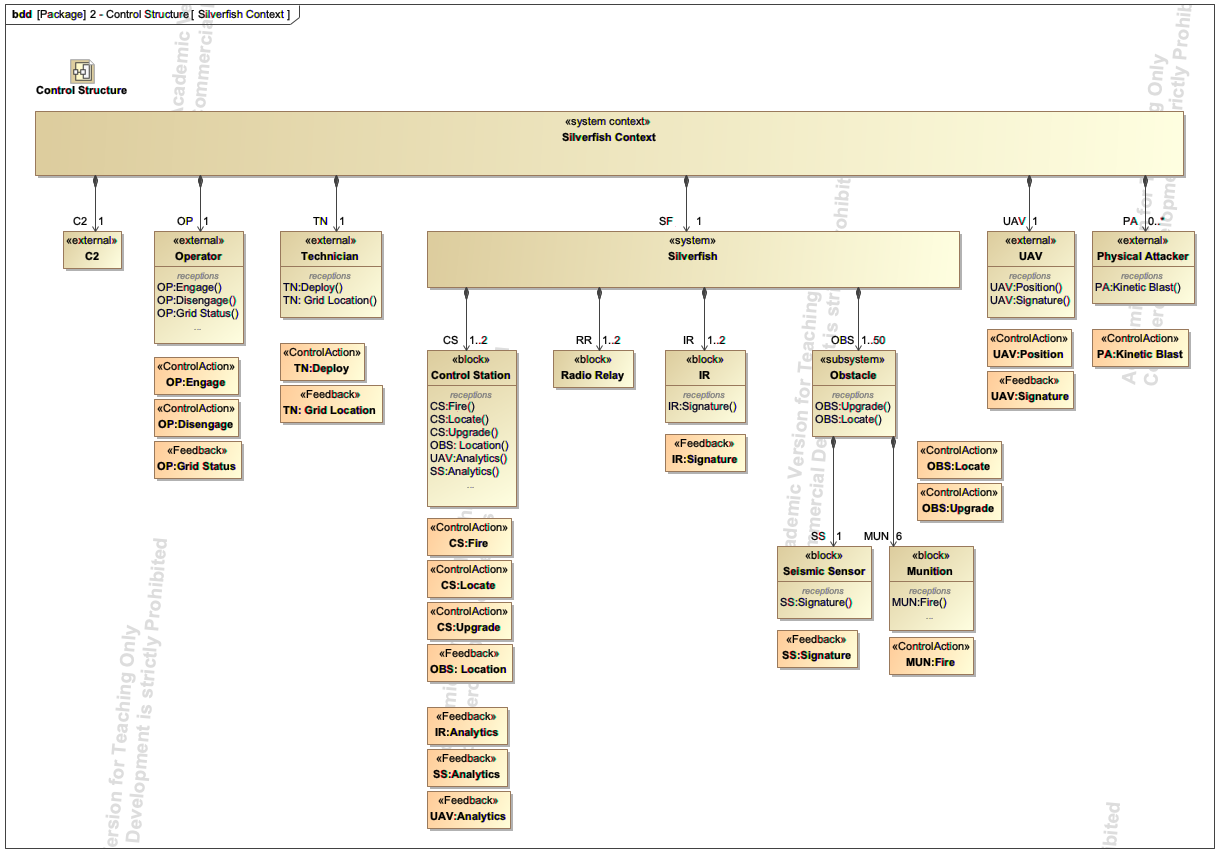 bdd [Package] 2 - Control Structure [ Silverfish Context ]
Control Structure
«system context»
Silverfish Context
C2 1
OP 1
TN 1
SF 1
UAV 1
PA 0..*
«external»
C2
«external»
Operator
receptions
OP:Engage()
OP:Disengage()
OP:Grid Status()
...
«ControlAction»
OP:Engage
«ControlAction»
OP:Disengage
«Feedback»
OP:Grid Status
«external»
Technician
receptions
TN:Deploy()
TN: Grid Location()
«ControlAction»
TN:Deploy
«Feedback»
TN: Grid Location
«system»
Silverfish
CS 1..2
RR 1..2
IR 1..2
OBS 1..50
«block»
Control Station
receptions
CS:Fire()
CS:Locate()
CS:Upgrade()
OBS: Location()
UAV:Analytics()
SS:Analytics()
...
«ControlAction»
CS:Fire
«ControlAction»
CS:Locate
«ControlAction»
CS:Upgrade
«Feedback»
OBS: Location
«Feedback»
IR:Analytics
«Feedback»
SS:Analytics
«Feedback»
UAV:Analytics
«block»
Radio Relay
«block»
IR
receptions
IR:Signature()
«Feedback»
IR:Signature
«subsystem»
Obstacle
receptions
OBS:Upgrade()
OBS:Locate()
«ControlAction»
OBS:Locate
«ControlAction»
OBS:Upgrade
SS 1
MUN 6
«block»
Seismic Sensor
receptions
SS:Signature()
«Feedback»
SS:Signature
«block»
Munition
receptions
MUN:Fire()
...
«ControlAction»
MUN:Fire
«external»
UAV
receptions
UAV:Position()
UAV:Signature()
«ControlAction»
UAV:Position
«Feedback»
UAV:Signature
«external»
Physical Attacker
receptions
PA:Kinetic Blast()
«ControlAction»
PA:Kinetic Blast
Version for Teaching Only
Development is strictly Prohibited